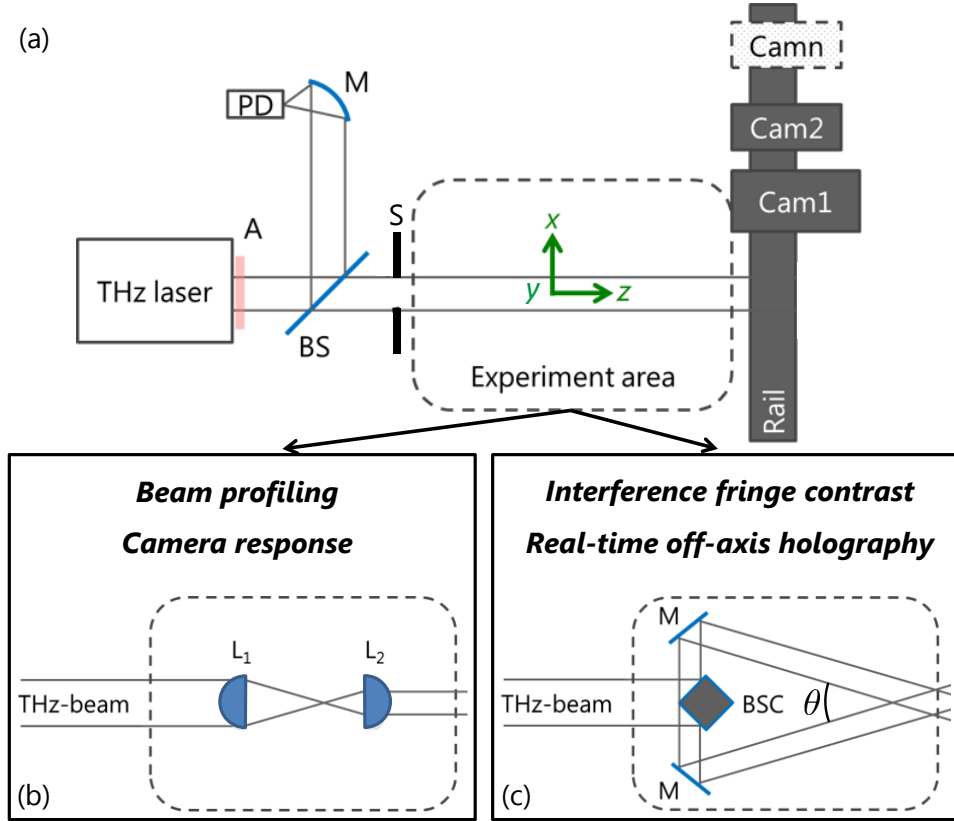 (a)
Camn
M
PD
Cam2
Cam1
S
A
x
THz laser
y
z
BS
Experiment area
Rail
Beam profiling
Camera response
L1
L2
THz-beam
(b)
Interference fringe contrast
Real-time off-axis holography
M
THz-beam
BSC
θ
M
(c)